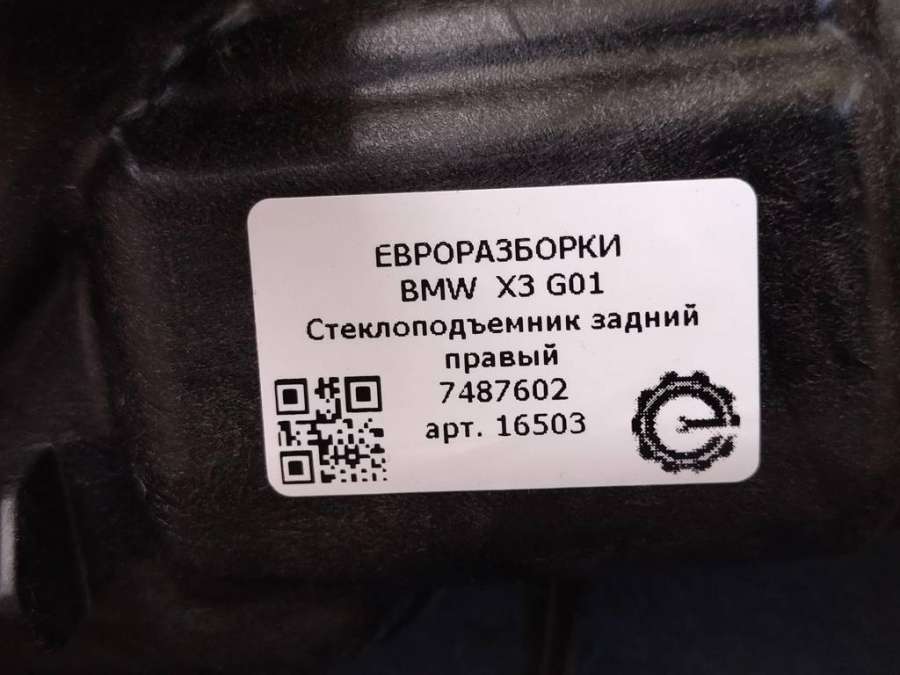 ЕВРОРАЗБОРКИ
BMW X3 G01
Стеклоподъемник задний
правый
7487602
арт. 16503